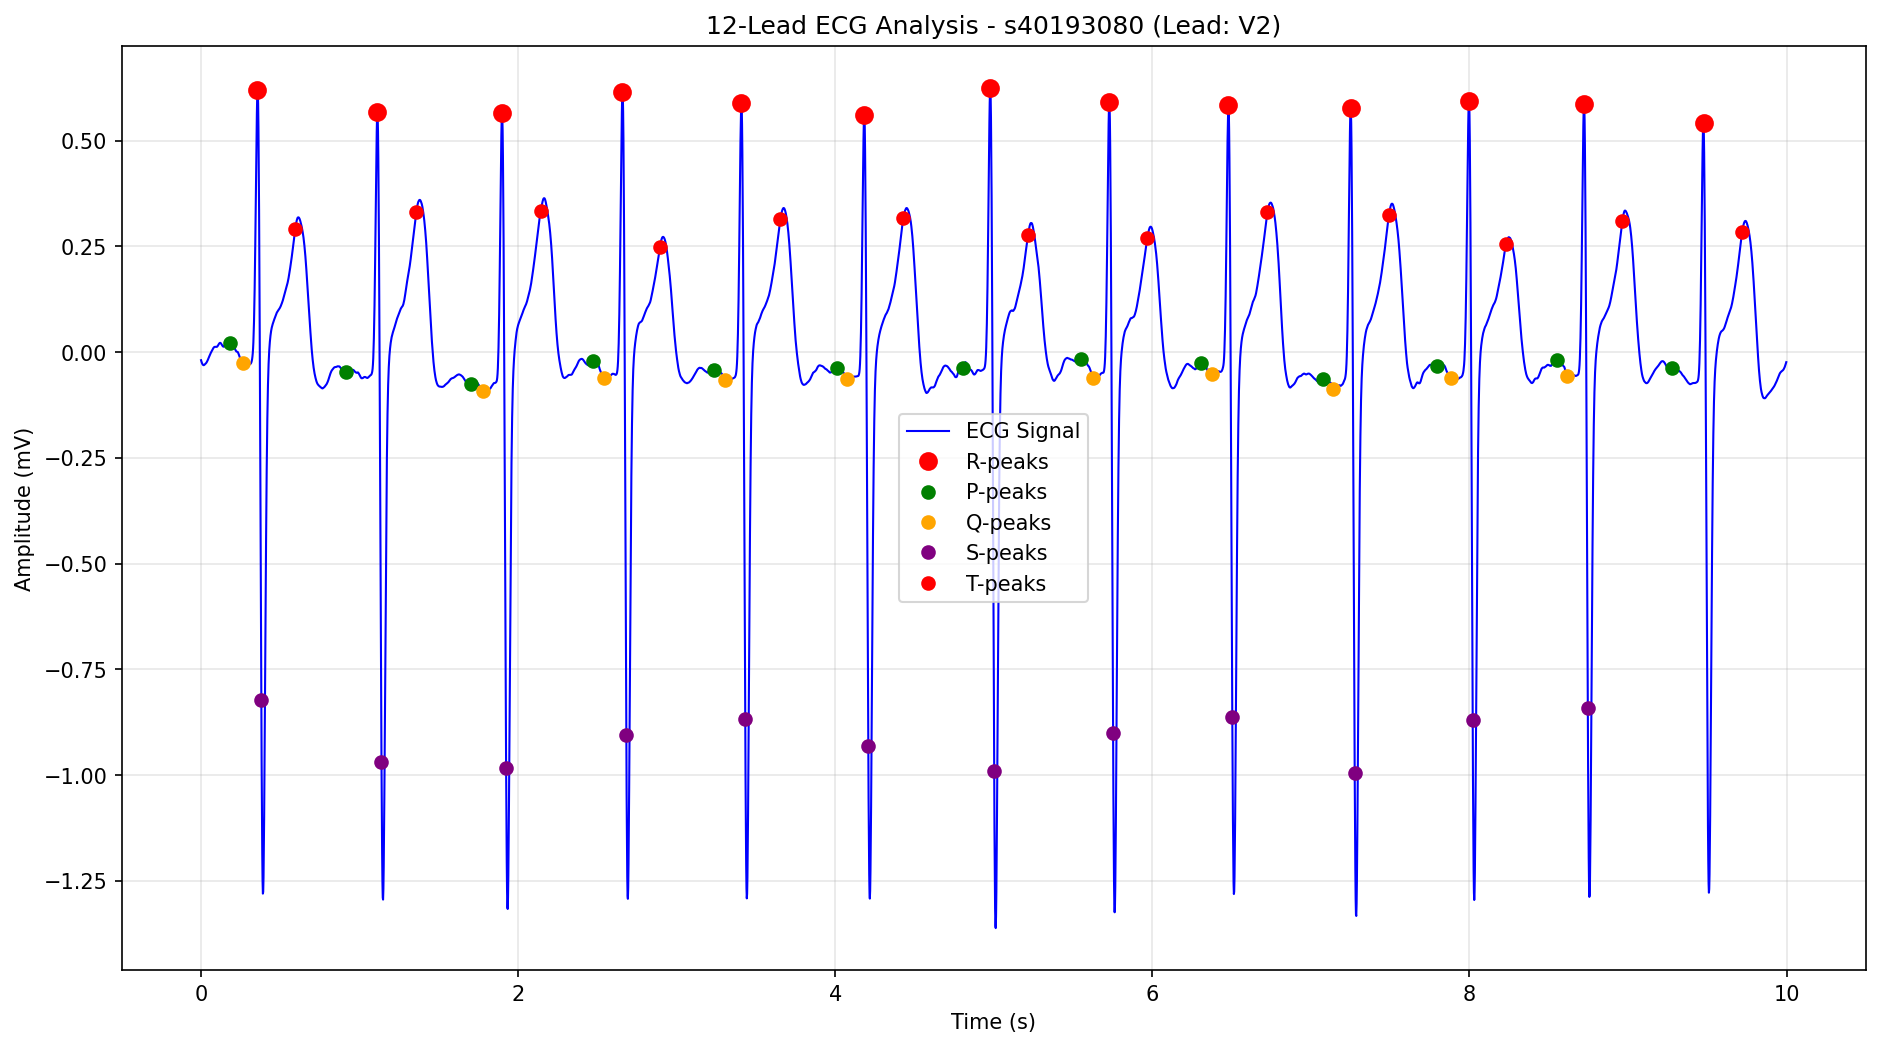 12-Lead ECG Analysis - s40193080 (Lead: V2)
0.50
0.25
0.00
−0.25
−0.50
−0.75
−1.00
−1.25
Amplitude (mV)
ECG Signal
R-peaks
P-peaks
Q-peaks
S-peaks
T-peaks
0 2 4 6 8 10
Time (s)